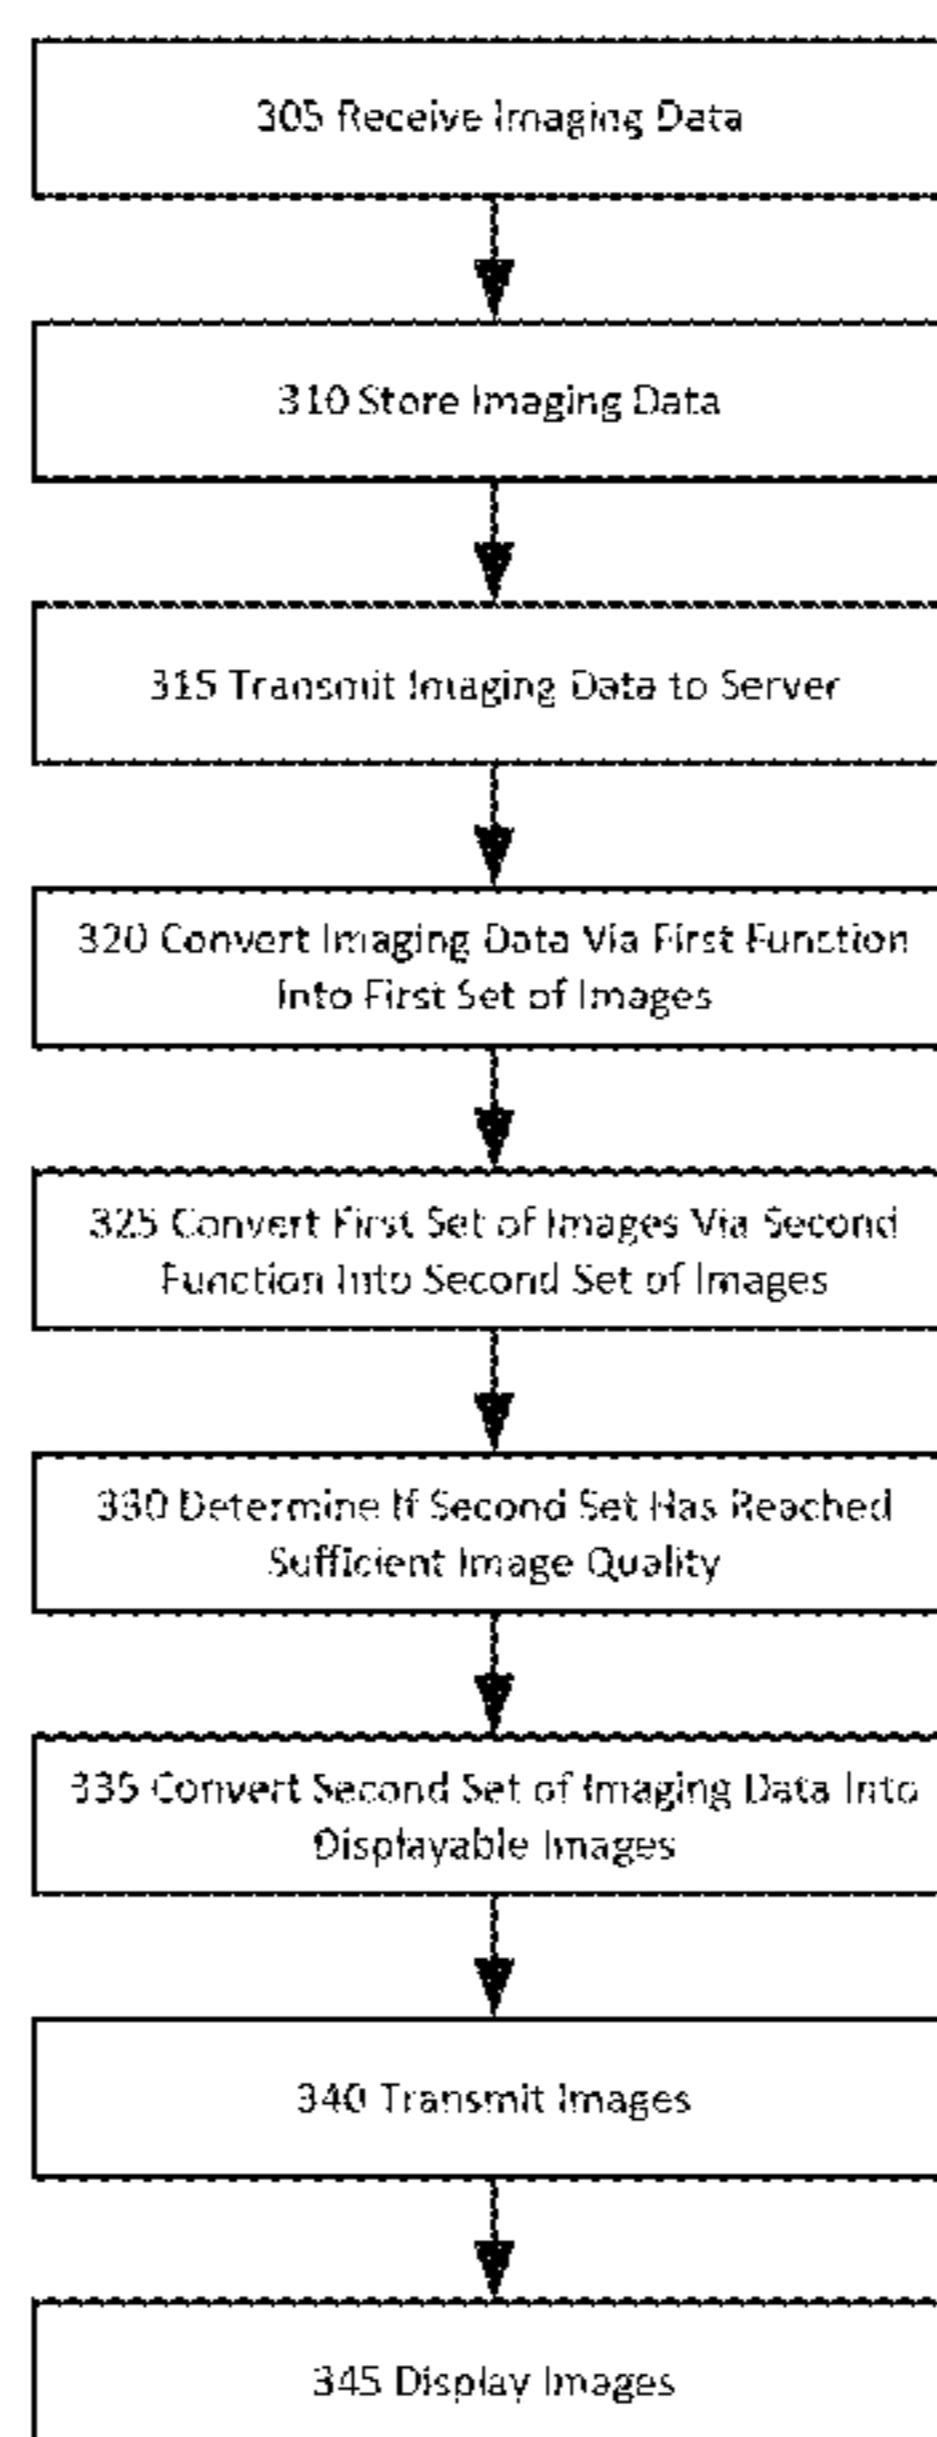 305 Receive Imaging Data
310 Store Imaging Data
315 Transmit Imaging Data to Server
320 Convert Imaging Data Via First Function
Into First Set of Images
325 Convert First Set of Images Via Second
Function Into Second Set of Images
330 Determine If Second Set Has Reached
Sufficient Image Quality
335 Convert Second Set of Imaging Data Into
Displayable Images
340 Transmit Images
345 Display Images